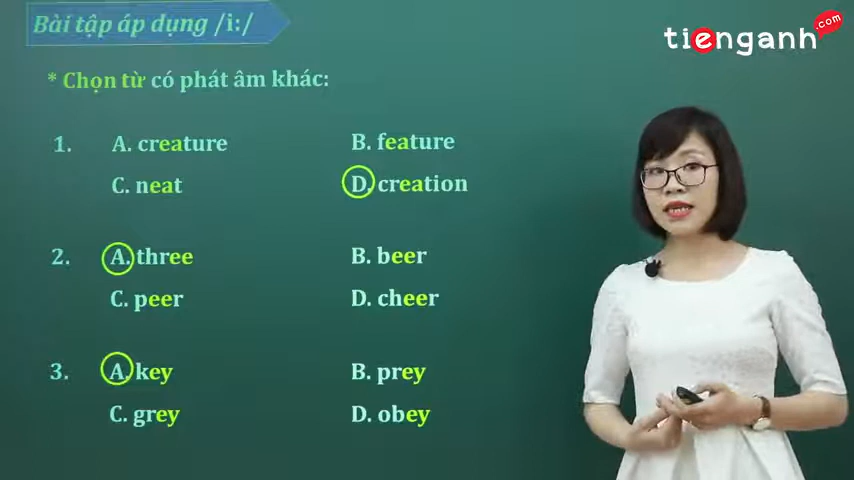 Bài tập áp dụng /i:/
tienganh
.com
* Chọn từ có phát âm khác:
1. A. creature B. feature
C. neat D. creation
2. A. three B. beer
C. peer D. cheer
3. A. key B. prey
C. grey D. obey